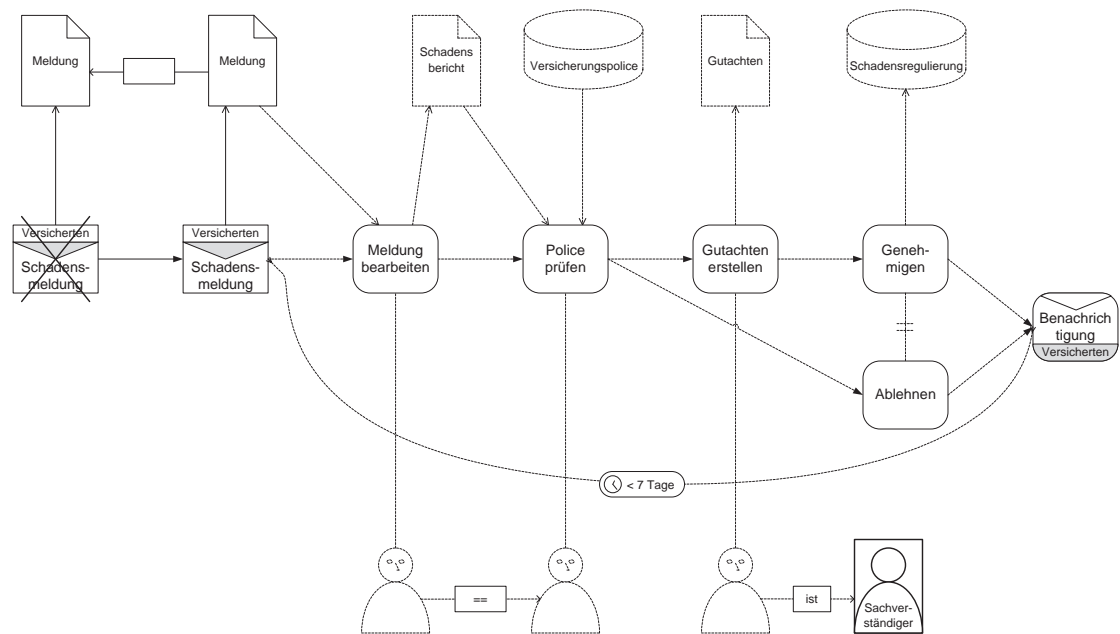 Meldung
Meldung
Schadens
bericht
Versicherungspolice
Gutachten
Schadensregulierung
Versicherten
Schadens-
meldung
Versicherten
Schadens-
meldung
Meldung
bearbeiten
Police
prüfen
Gutachten
erstellen
Geneh-
migen
Benachrich
tigung
Versicherten
Ablehnen
< 7 Tage
==
ist
Sachver-
ständiger